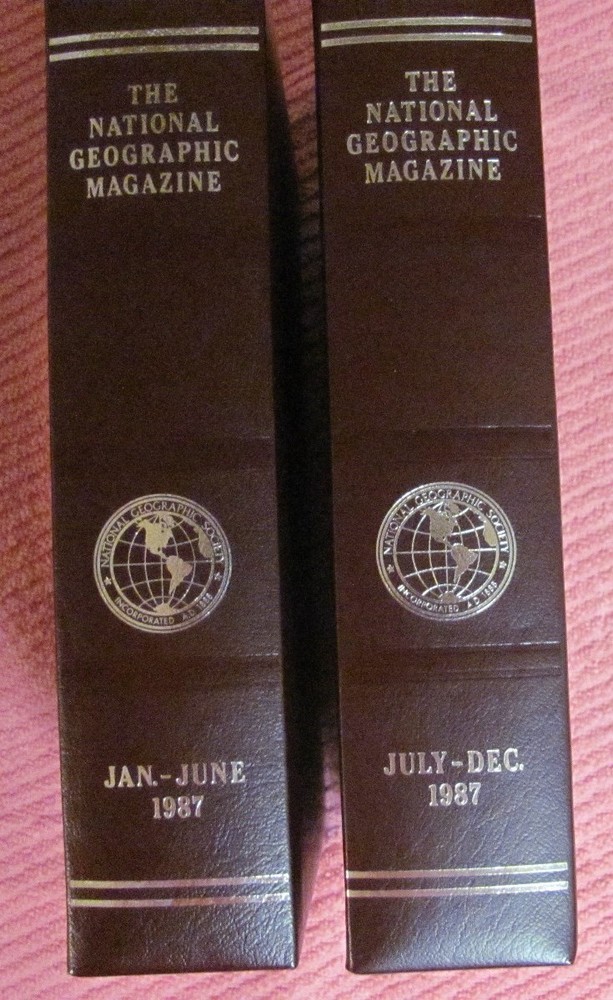 THE
NATIONAL
GEOGRAPHIC
MAGAZINE
NATIONAL GEOGRAPHIC SOCIETY
INCORPORATED A.D. 1888
JAN.-JUNE
1987
THE
NATIONAL
GEOGRAPHIC
MAGAZINE
NATIONAL GEOGRAPHIC SOCIETY
INCORPORATED A.D. 1888
JULY-DEC.
1987